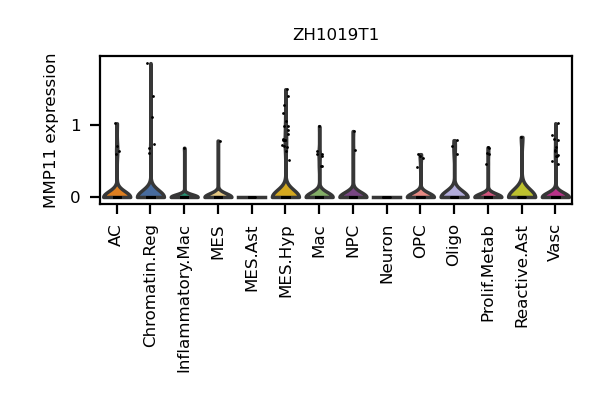 ZH1019T1
MMP11 expression
1
0
AC
Chromatin.Reg
Inflammatory.Mac
MES
MES.Ast
MES.Hyp
Mac
NPC
Neuron
OPC
Oligo
Prolif.Metab
Reactive.Ast
Vasc